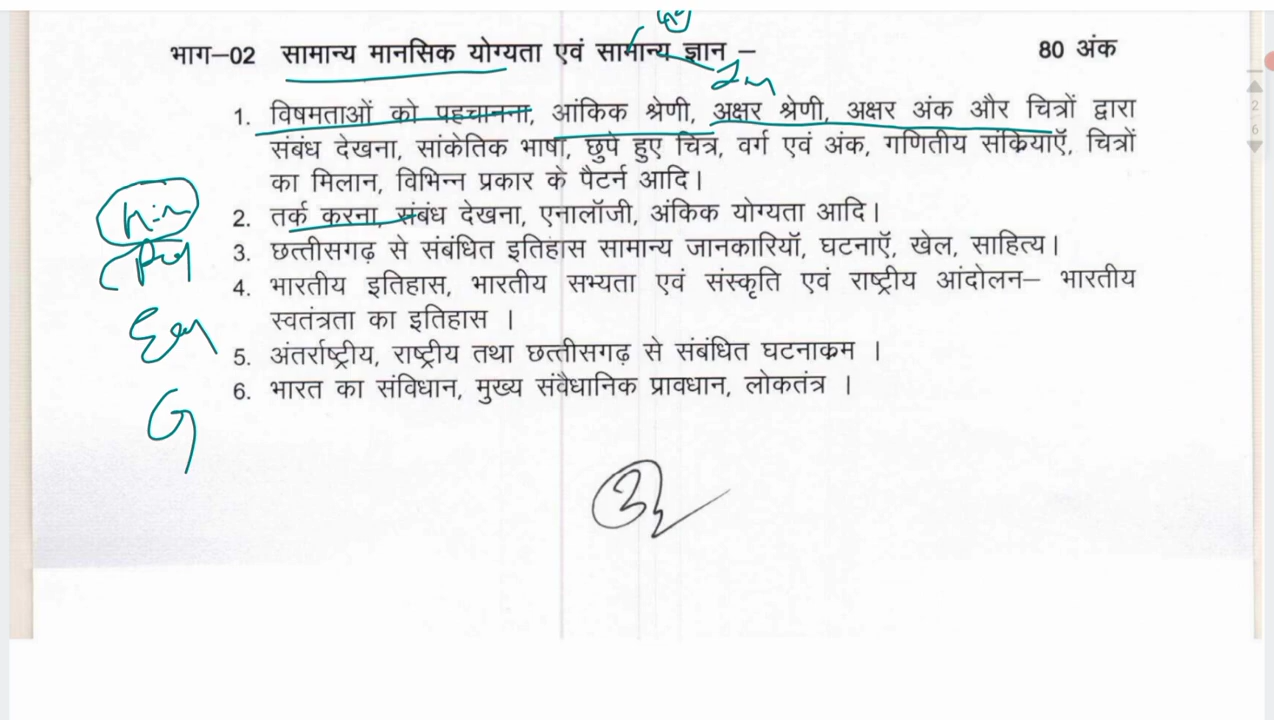 भाग–02 सामान्य मानसिक योग्यता एवं सामान्य ज्ञान – 80 अंक
1. विषमताओं को पहचानना, आंकिक श्रेणी, अक्षर श्रेणी, अक्षर अंक और चित्रों द्वारा
संबंध देखना, सांकेतिक भाषा, छुपे हुए चित्र, वर्ग एवं अंक, गणितीय संक्रियाऍ, चित्रों
का मिलान, विभिन्न प्रकार के पैटर्न आदि।
2. तर्क करना, संबंध देखना, एनालॉजी, अंकिक योग्यता आदि।
3. छत्तीसगढ़ से संबंधित इतिहास सामान्य जानकारियॉ, घटनाऍ, खेल, साहित्य।
4. भारतीय इतिहास, भारतीय सभ्यता एवं संस्कृति एवं राष्ट्रीय आंदोलन– भारतीय
स्वतंत्रता का इतिहास ।
5. अंतर्राष्ट्रीय, राष्ट्रीय तथा छत्तीसगढ़ से संबंधित घटनाक्रम ।
6. भारत का संविधान, मुख्य संवैधानिक प्रावधान, लोकतंत्र ।
2
6